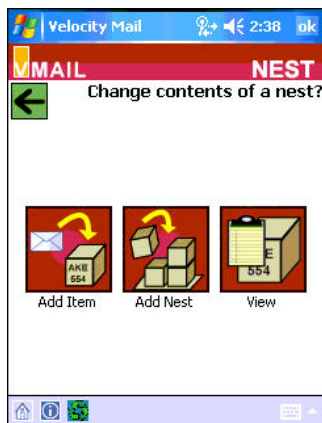 Velocity Mail 2:38 ok
VMAIL NEST
Change contents of a nest?
AKE
554
E
554
Add Item Add Nest View